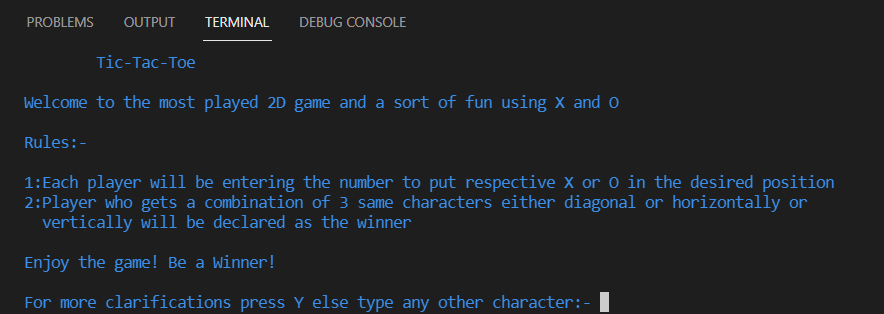 PROBLEMS OUTPUT TERMINAL DEBUG CONSOLE
Tic-Tac-Toe
Welcome to the most played 2D game and a sort of fun using X and O
Rules:-
1:Each player will be entering the number to put respective X or O in the desired position
2:Player who gets a combination of 3 same characters either diagonal or horizontally or
vertically will be declared as the winner
Enjoy the game! Be a Winner!
For more clarifications press Y else type any other character:-